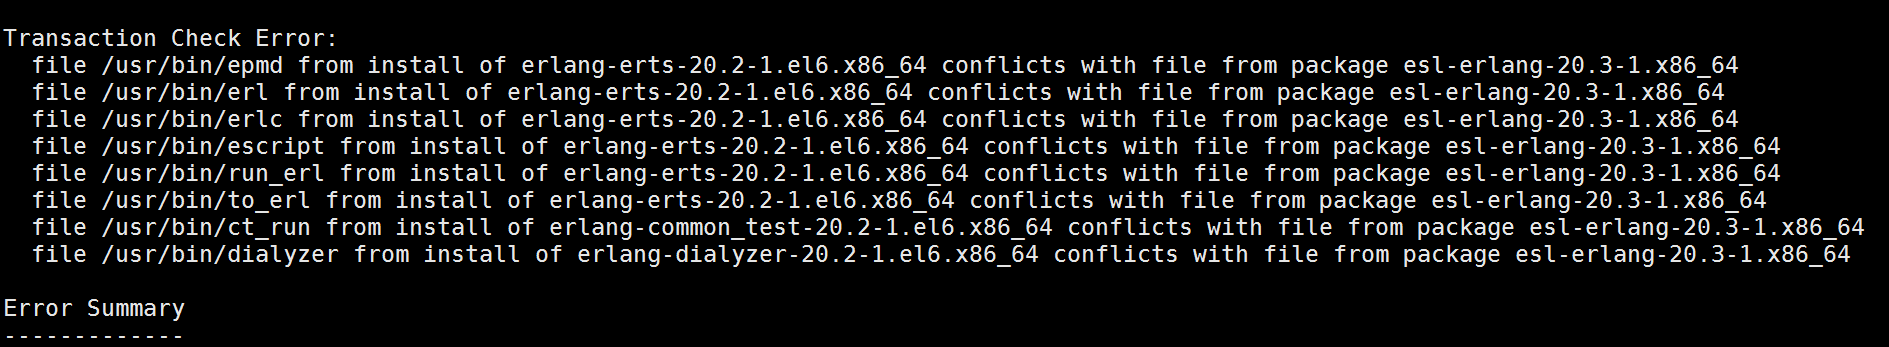 Transaction Check Error:
  file /usr/bin/epmd from install of erlang-erts-20.2-1.el6.x86_64 conflicts with file from package esl-erlang-20.3-1.x86_64
  file /usr/bin/erl from install of erlang-erts-20.2-1.el6.x86_64 conflicts with file from package esl-erlang-20.3-1.x86_64
  file /usr/bin/erlc from install of erlang-erts-20.2-1.el6.x86_64 conflicts with file from package esl-erlang-20.3-1.x86_64
  file /usr/bin/escript from install of erlang-erts-20.2-1.el6.x86_64 conflicts with file from package esl-erlang-20.3-1.x86_64
  file /usr/bin/run_erl from install of erlang-erts-20.2-1.el6.x86_64 conflicts with file from package esl-erlang-20.3-1.x86_64
  file /usr/bin/to_erl from install of erlang-erts-20.2-1.el6.x86_64 conflicts with file from package esl-erlang-20.3-1.x86_64
  file /usr/bin/ct_run from install of erlang-common_test-20.2-1.el6.x86_64 conflicts with file from package esl-erlang-20.3-1.x86_64
  file /usr/bin/dialyzer from install of erlang-dialyzer-20.2-1.el6.x86_64 conflicts with file from package esl-erlang-20.3-1.x86_64
Error Summary
-------------